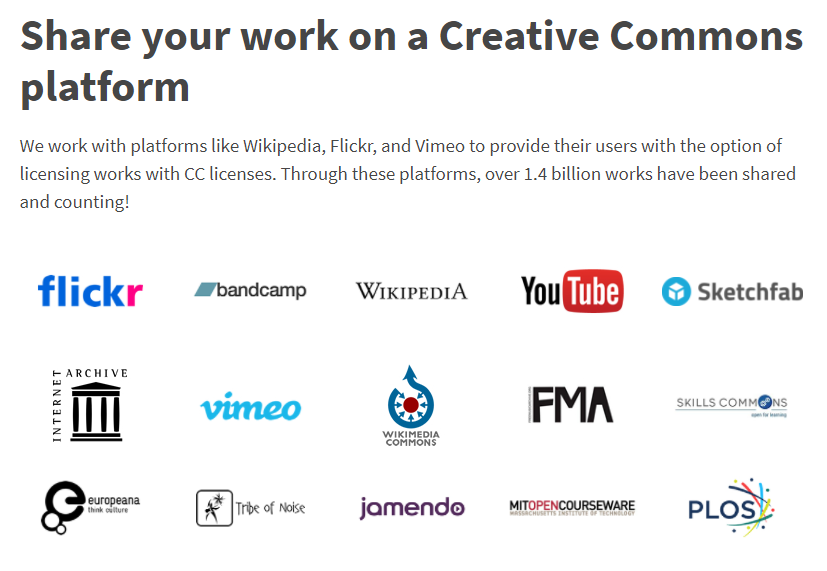 Share your work on a Creative Commons
platform
We work with platforms like Wikipedia, Flickr, and Vimeo to provide their users with the option of
licensing works with CC licenses. Through these platforms, over 1.4 billion works have been shared
and counting!
flickr
bandcamp
WIKIPEDIA
YouTube
Sketchfab
INTERNET ARCHIVE
vimeo
WIKIMEDIA
COMMONS
FMA
SKILLS COMMONS
open for learning
europeana
think culture
Tribe of Noise
jamendo
MITOPENCOURSEWARE
MASSACHUSETTS INSTITUTE OF TECHNOLOGY
PLOS